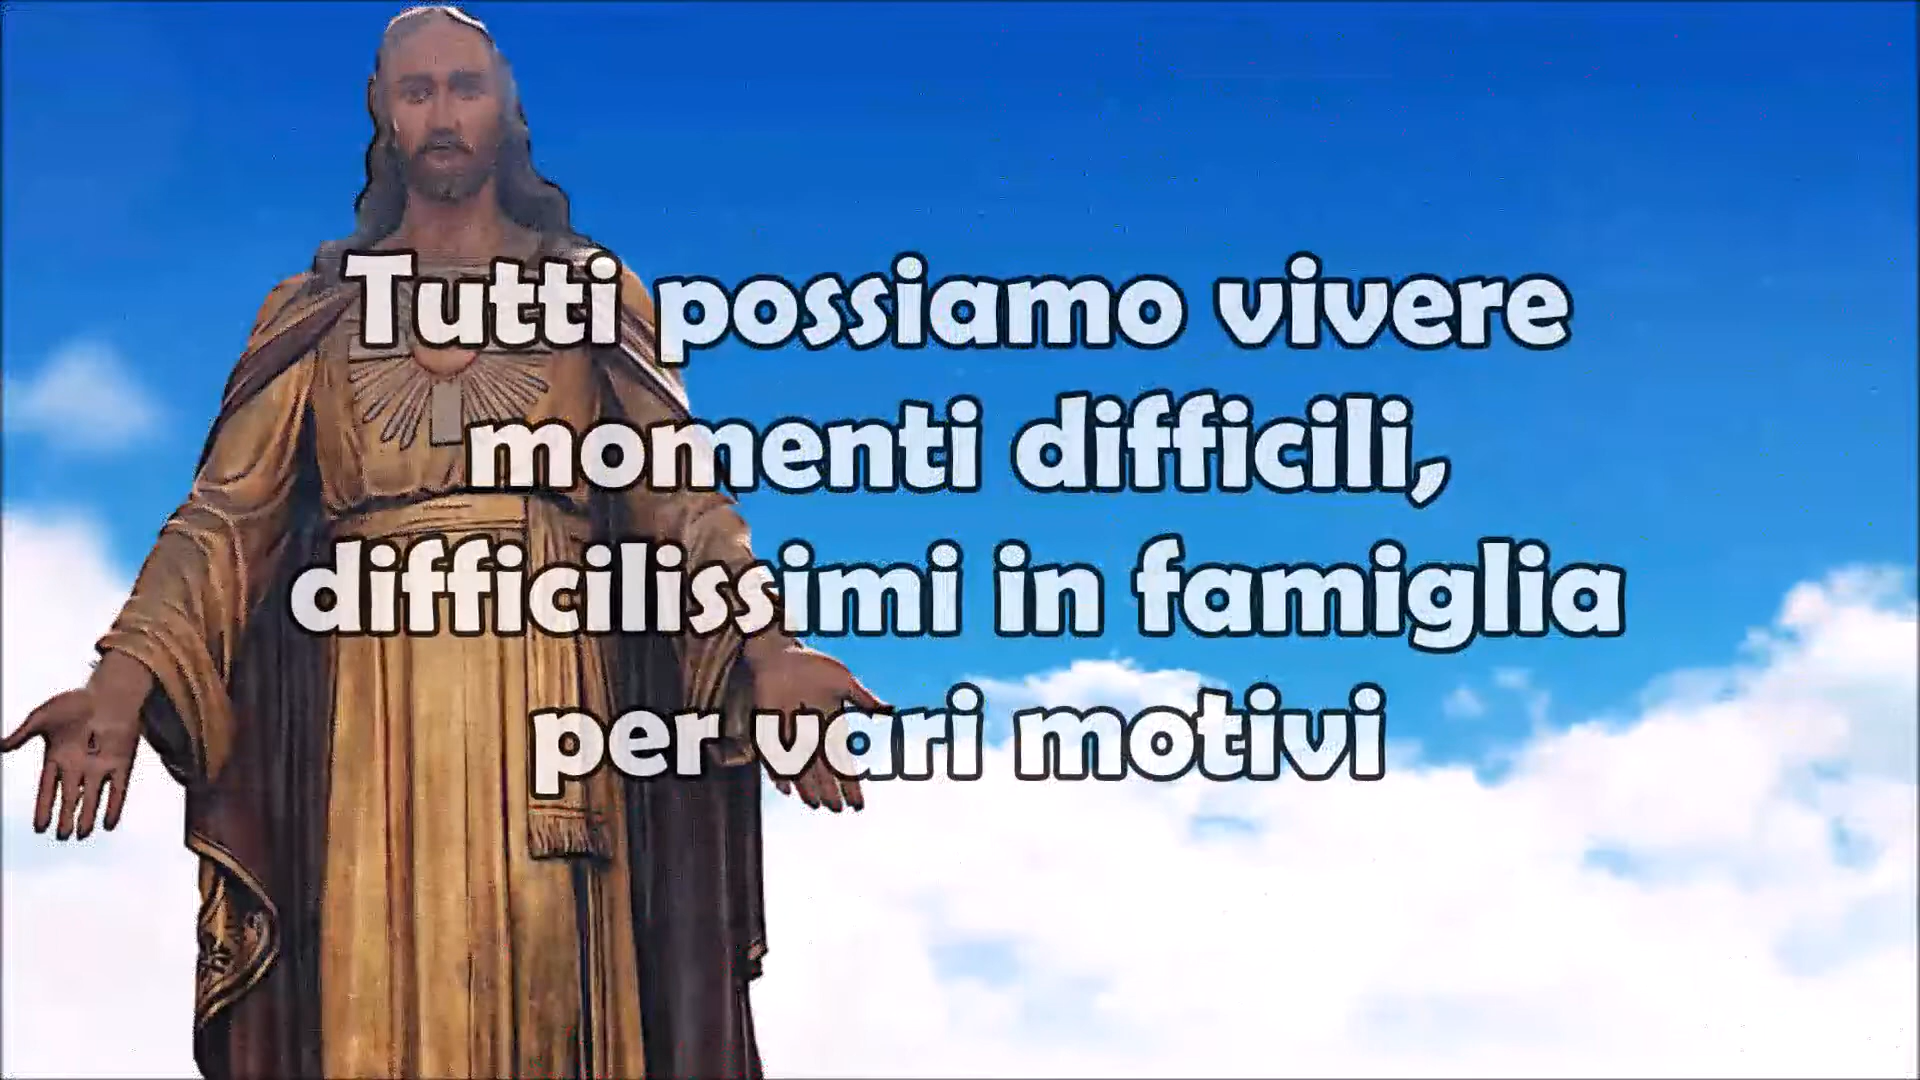 Tutti possiamo vivere
momenti difficili,
difficilissimi in famiglia
per vari motivi